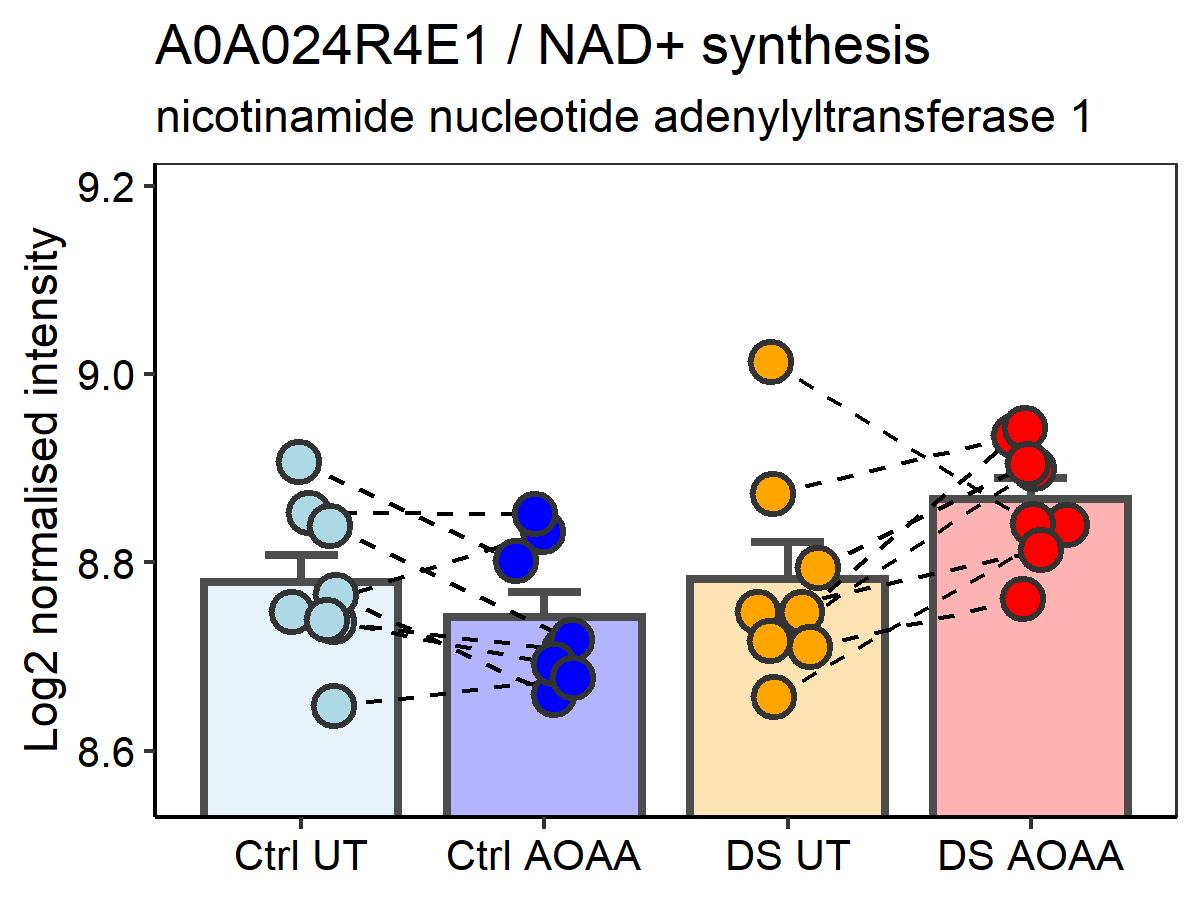 A0A024R4E1 / NAD+ synthesis
nicotinamide nucleotide adenylyltransferase 1
Log2 normalised intensity
9.2
9.0
8.8
8.6
Ctrl UT
Ctrl AOAA
DS UT
DS AOAA